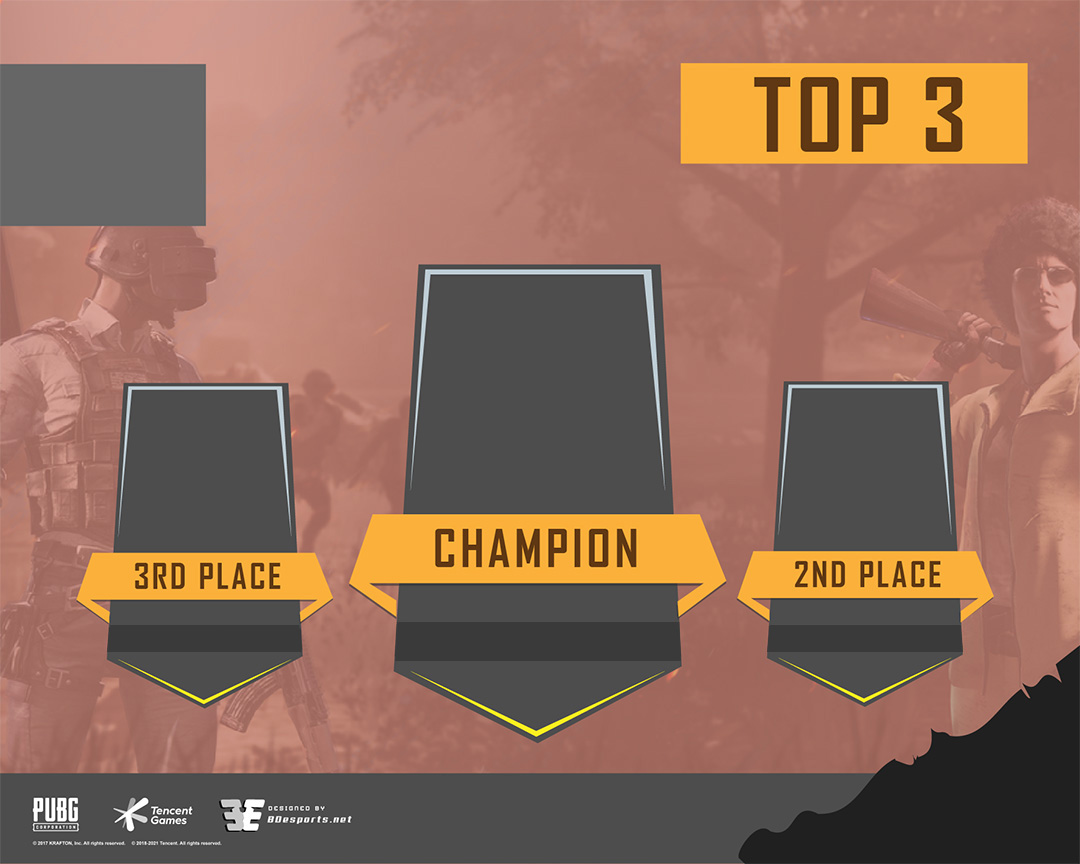 TOP 3
CHAMPION
3RD PLACE
2ND PLACE
PUBG
CORPORATION
Tencent
Games
DESIGNED BY
BDesports.net
© 2017 KRAFTON, Inc. All rights reserved. © 2018-2021 Tencent. All rights reserved.